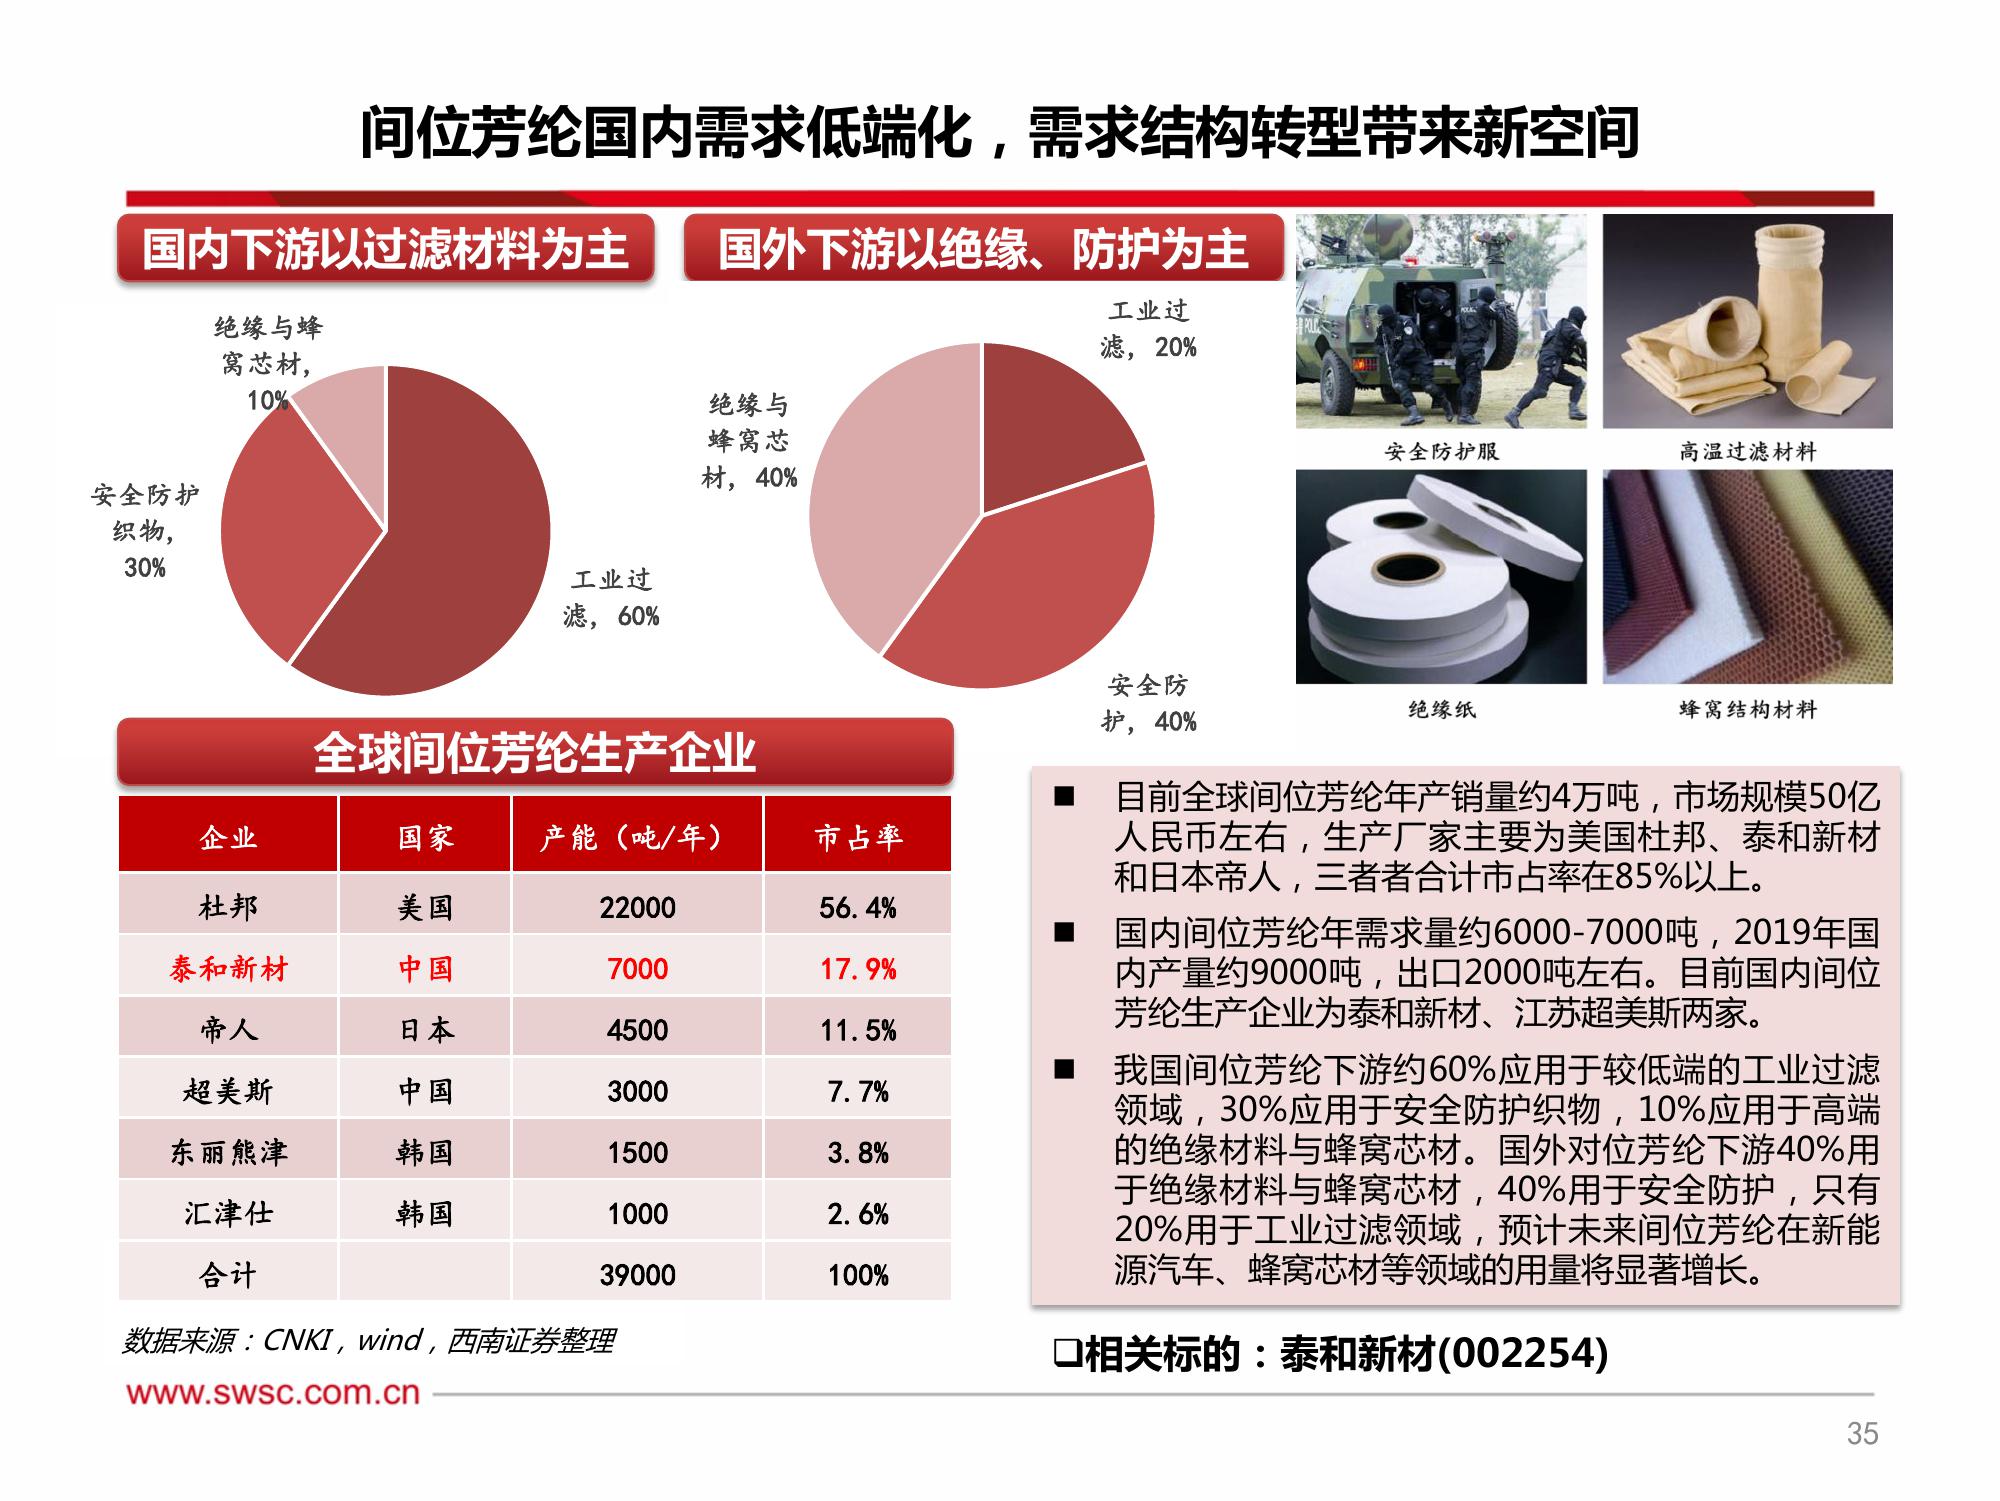 间位芳纶国内需求低端化，需求结构转型带来新空间
国内下游以过滤材料为主
国外下游以绝缘、防护为主
绝缘与蜂
窝芯材,
10%
安全防护
织物,
30%
工业过
滤, 60%
工业过
滤, 20%
绝缘与
蜂窝芯
材, 40%
安全防
护, 40%
POLICE
安全防护服
高温过滤材料
绝缘纸
蜂窝结构材料
全球间位芳纶生产企业
企业 国家 产能（吨/年） 市占率
杜邦 美国 22000 56.4%
泰和新材 中国 7000 17.9%
帝人 日本 4500 11.5%
超美斯 中国 3000 7.7%
东丽熊津 韩国 1500 3.8%
汇津仕 韩国 1000 2.6%
合计 39000 100%
■ 目前全球间位芳纶年产销量约4万吨，市场规模50亿
人民币左右，生产厂家主要为美国杜邦、泰和新材
和日本帝人，三者者合计市占率在85%以上。
■ 国内间位芳纶年需求量约6000-7000吨，2019年国
内产量约9000吨，出口2000吨左右。目前国内间位
芳纶生产企业为泰和新材、江苏超美斯两家。
■ 我国间位芳纶下游约60%应用于较低端的工业过滤
领域，30%应用于安全防护织物，10%应用于高端
的绝缘材料与蜂窝芯材。国外对位芳纶下游40%用
于绝缘材料与蜂窝芯材，40%用于安全防护，只有
20%用于工业过滤领域，预计未来间位芳纶在新能
源汽车、蜂窝芯材等领域的用量将显著增长。
数据来源：CNKI，wind，西南证券整理
❑相关标的：泰和新材(002254)
www.swsc.com.cn
35